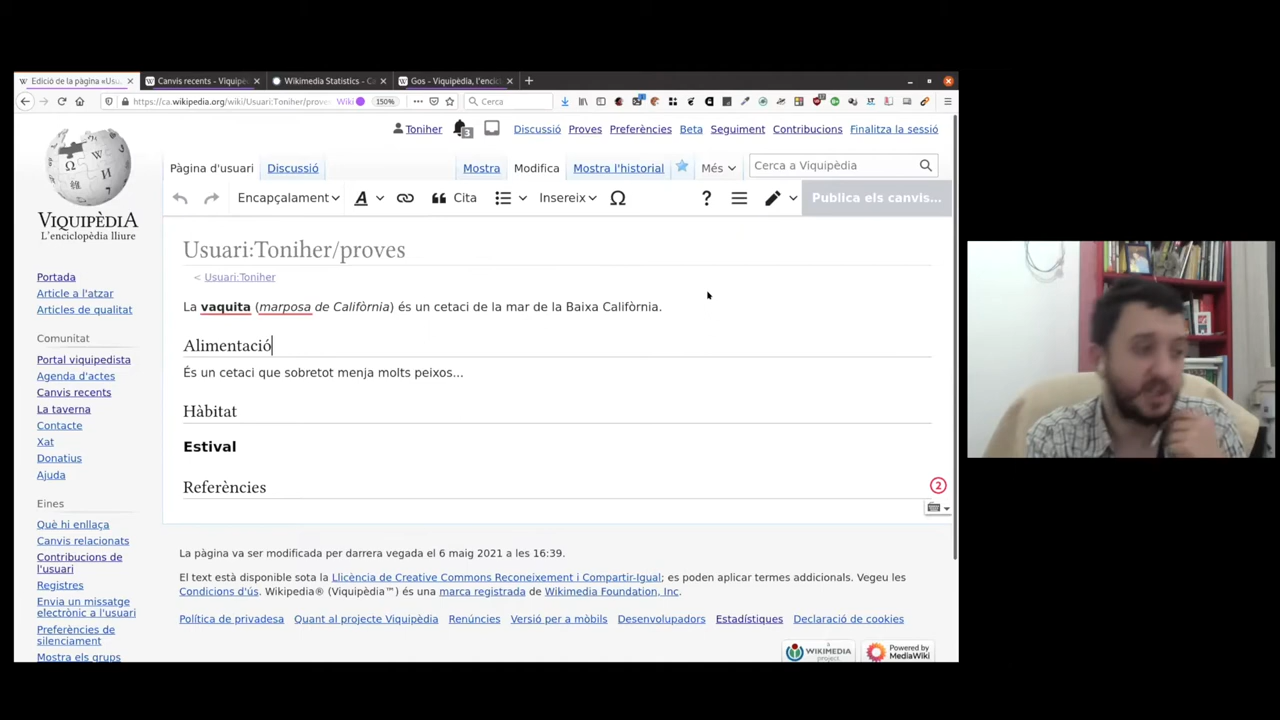 Edició de la pàgina «Usu...
Canvis recents - Viquipè
Wikimedia Statistics - Ca
Gos - Viquipèdia, l'encic
https://ca.wikipedia.org/wiki/Usuari:Toniher/proves
Wiki
150%
Cerca
Toniher
3
Discussió
Proves
Preferències
Beta
Seguiment
Contribucions
Finalitza la sessió
Pàgina d'usuari
Discussió
Mostra
Modifica
Mostra l'historial
Més
Cerca a Viquipèdia
Encapçalament
A
Cita
Insereix
Ω
?
Publica els canvis...
VIQUIPÈDIA
L'enciclopèdia lliure
Portada
Article a l'atzar
Articles de qualitat
Comunitat
Portal viquipedista
Agenda d'actes
Canvis recents
La taverna
Contacte
Xat
Donatius
Ajuda
Eines
Què hi enllaça
Canvis relacionats
Contribucions de
l'usuari
Registres
Envia un missatge
electrònic a l'usuari
Preferències de
silenciament
Mostra els grups
Usuari:Toniher/proves
< Usuari:Toniher
La vaquita (marposa de Califòrnia) és un cetaci de la mar de la Baixa Califòrnia.
Alimentació
És un cetaci que sobretot menja molts peixos...
Hàbitat
Estival
Referències
2
La pàgina va ser modificada per darrera vegada el 6 maig 2021 a les 16:39.
El text està disponible sota la Llicència de Creative Commons Reconeixement i Compartir-Igual; es poden aplicar termes addicionals. Vegeu les
Condicions d'ús. Wikipedia® (Viquipèdia™) és una marca registrada de Wikimedia Foundation, Inc.
Política de privadesa
Quant al projecte Viquipèdia
Renúncies
Versió per a mòbils
Desenvolupadors
Estadístiques
Declaració de cookies
A
WIKIMEDIA
project
Powered by
MediaWiki